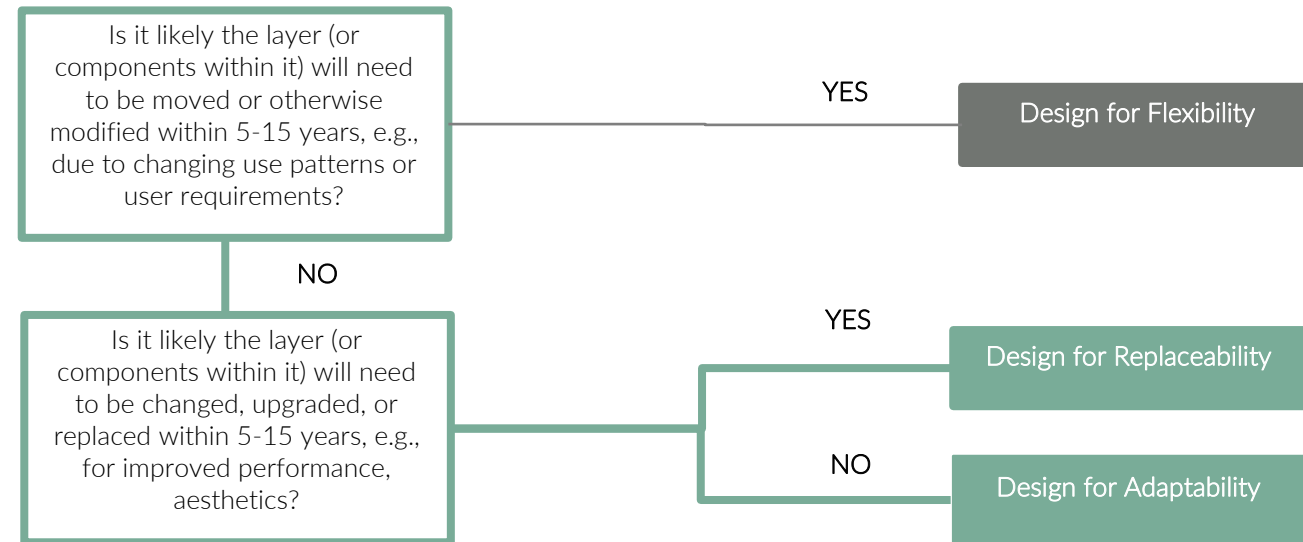 Is it likely the layer (or
components within it) will need
to be moved or otherwise
modified within 5-15 years, e.g.,
due to changing use patterns or
user requirements?
YES
Design for Flexibility
NO
Is it likely the layer (or
components within it) will need
to be changed, upgraded, or
replaced within 5-15 years, e.g.,
for improved performance,
aesthetics?
YES
Design for Replaceability
NO
Design for Adaptability